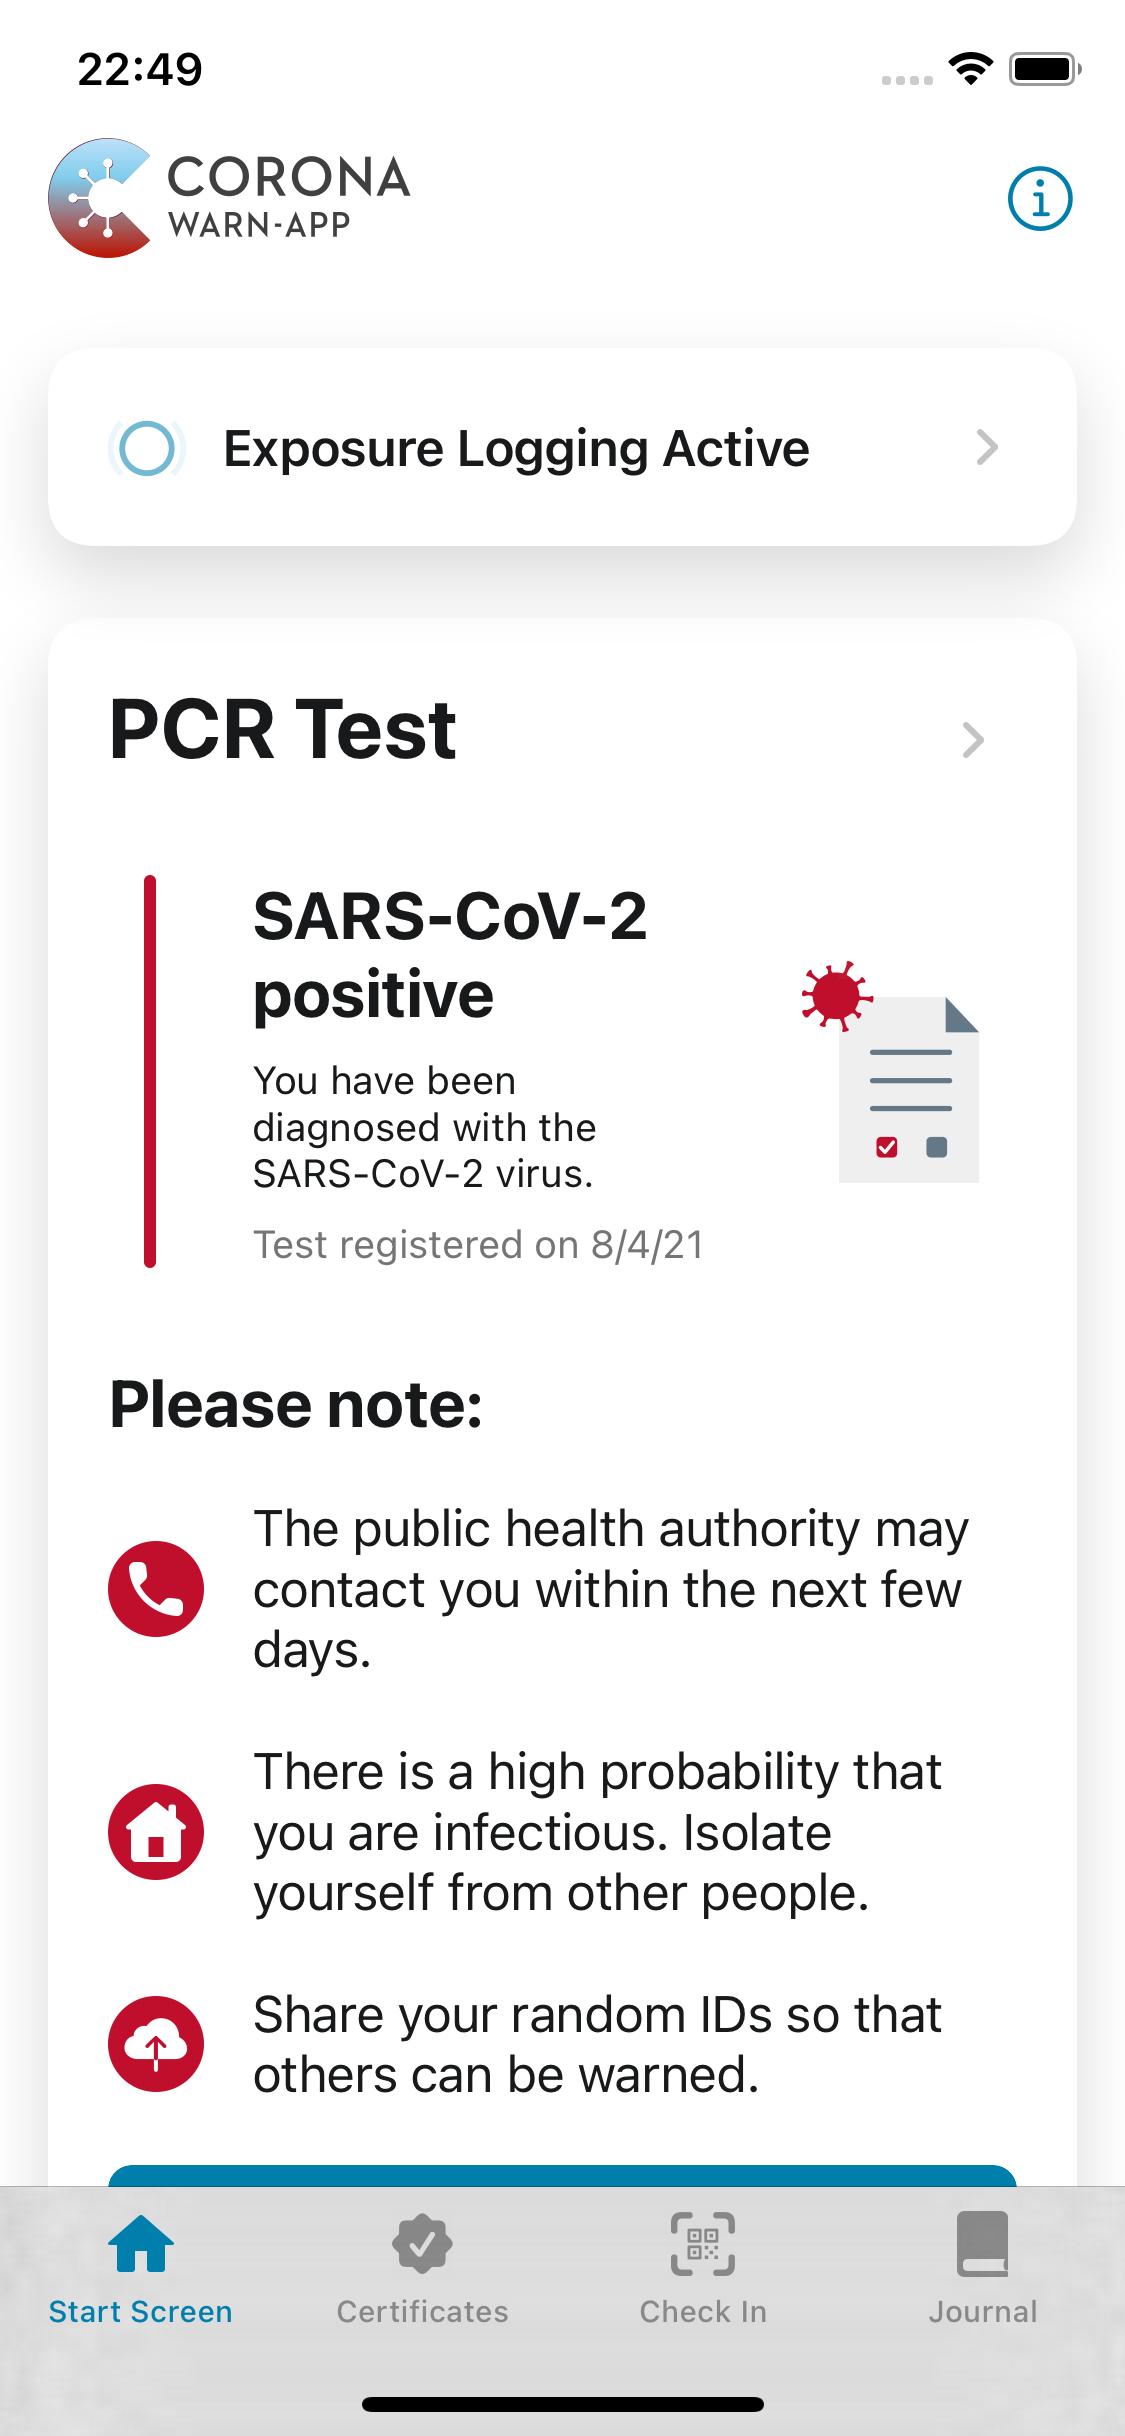 22:49
CORONA
WARN-APP
Exposure Logging Active
PCR Test
SARS-CoV-2
positive
You have been
diagnosed with the
SARS-CoV-2 virus.
Test registered on 8/4/21
Please note:
The public health authority may
contact you within the next few
days.
There is a high probability that
you are infectious. Isolate
yourself from other people.
Share your random IDs so that
others can be warned.
Start Screen
Certificates
Check In
Journal